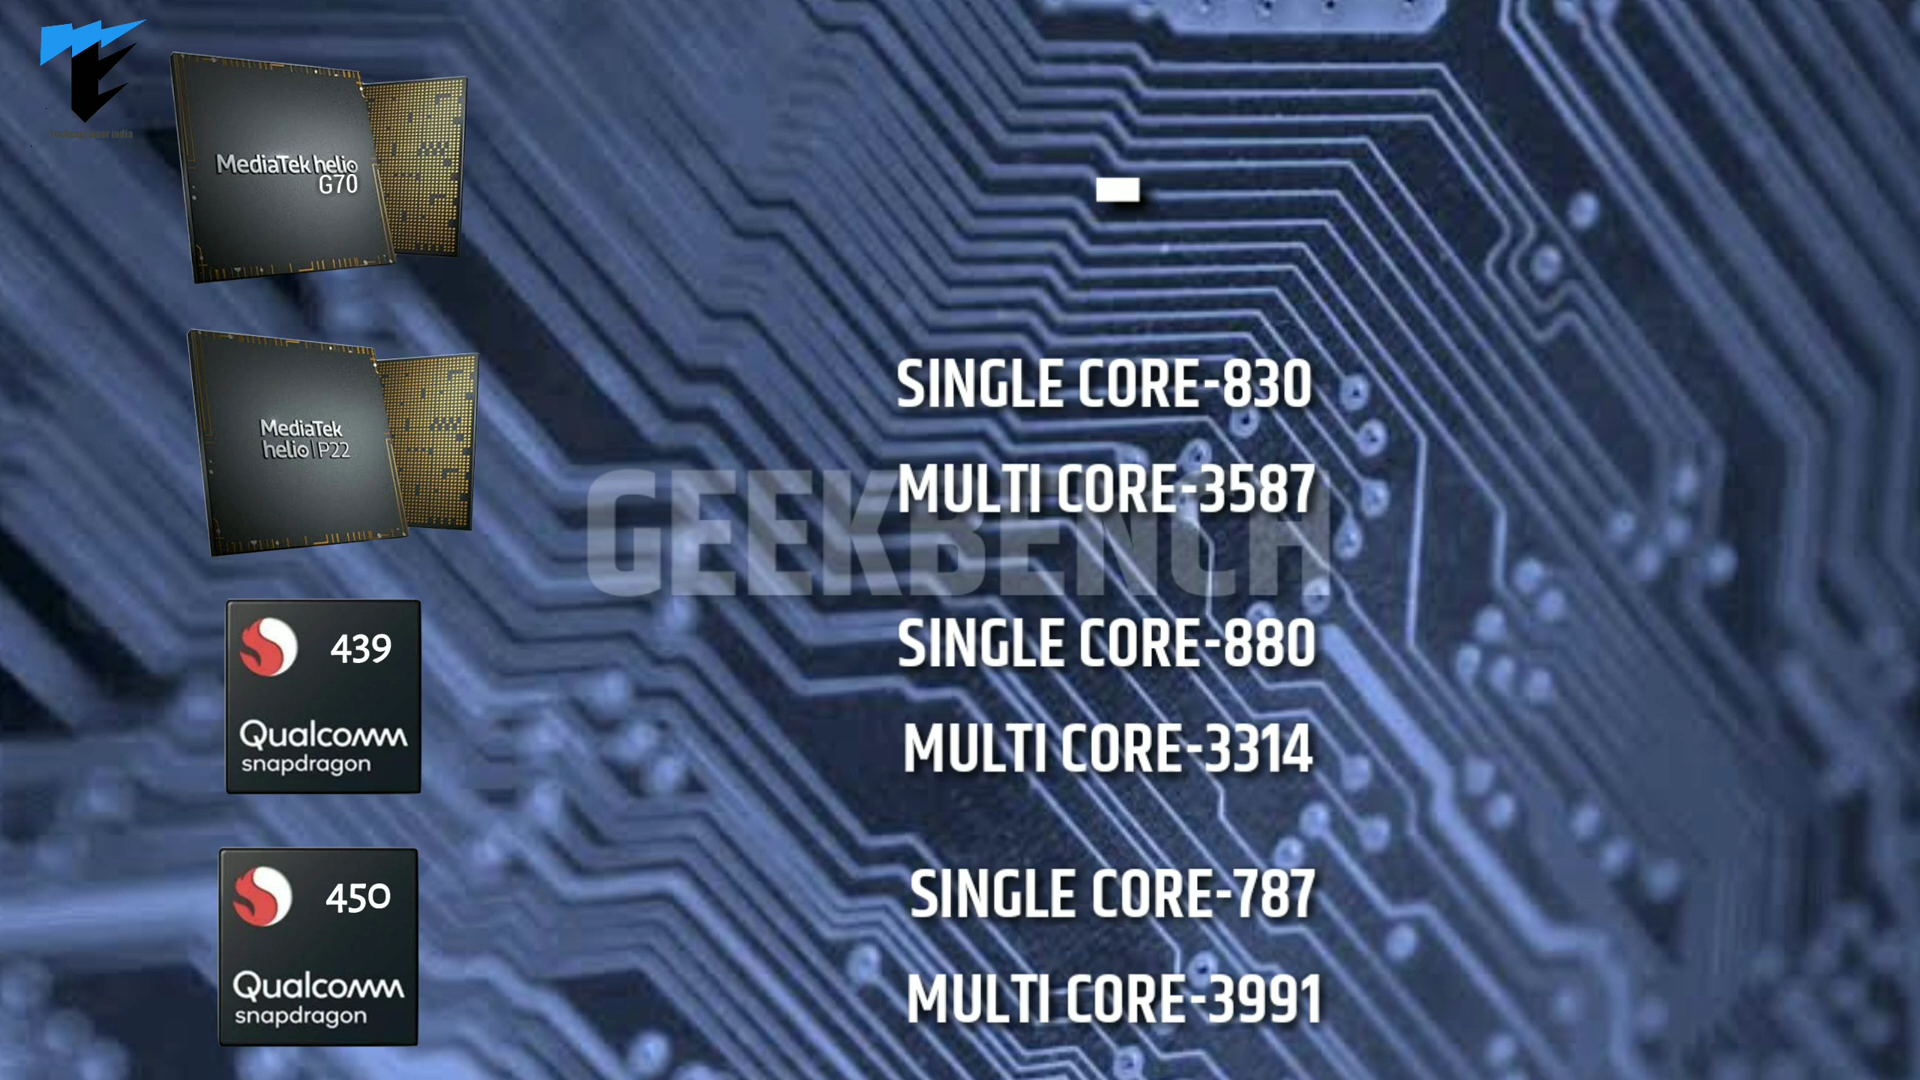 MediaTek helio
G70
-
MediaTek
helio P22
SINGLE CORE-830
MULTI CORE-3587
GEEKBENCH
439
Qualcomm
snapdragon
SINGLE CORE-880
MULTI CORE-3314
450
Qualcomm
snapdragon
SINGLE CORE-787
MULTI CORE-3991